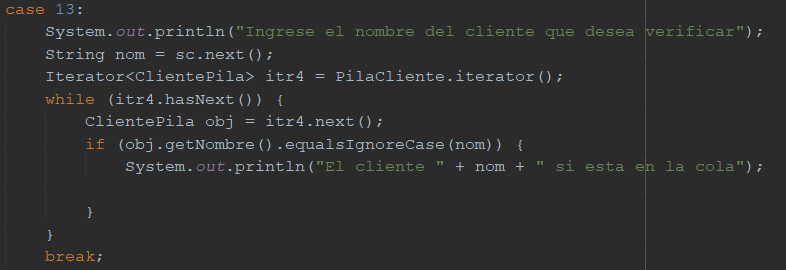 case 13:
    System.out.println("Ingrese el nombre del cliente que desea verificar");
    String nom = sc.next();
    Iterator<ClientePila> itr4 = PilaCliente.iterator();
    while (itr4.hasNext()) {
        ClientePila obj = itr4.next();
        if (obj.getNombre().equalsIgnoreCase(nom)) {
            System.out.println("El cliente " + nom + " si esta en la cola");

        }
    }
    break;